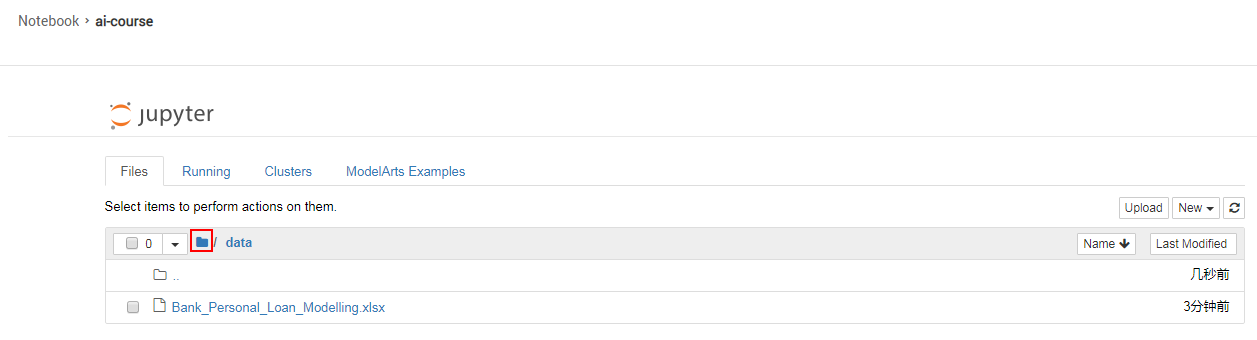 Notebook › ai-course
jupyter
Files Running Clusters ModelArts Examples
Select items to perform actions on them.
Upload New
0 / data Name Last Modified
.. 几秒前
Bank_Personal_Loan_Modelling.xlsx 3分钟前